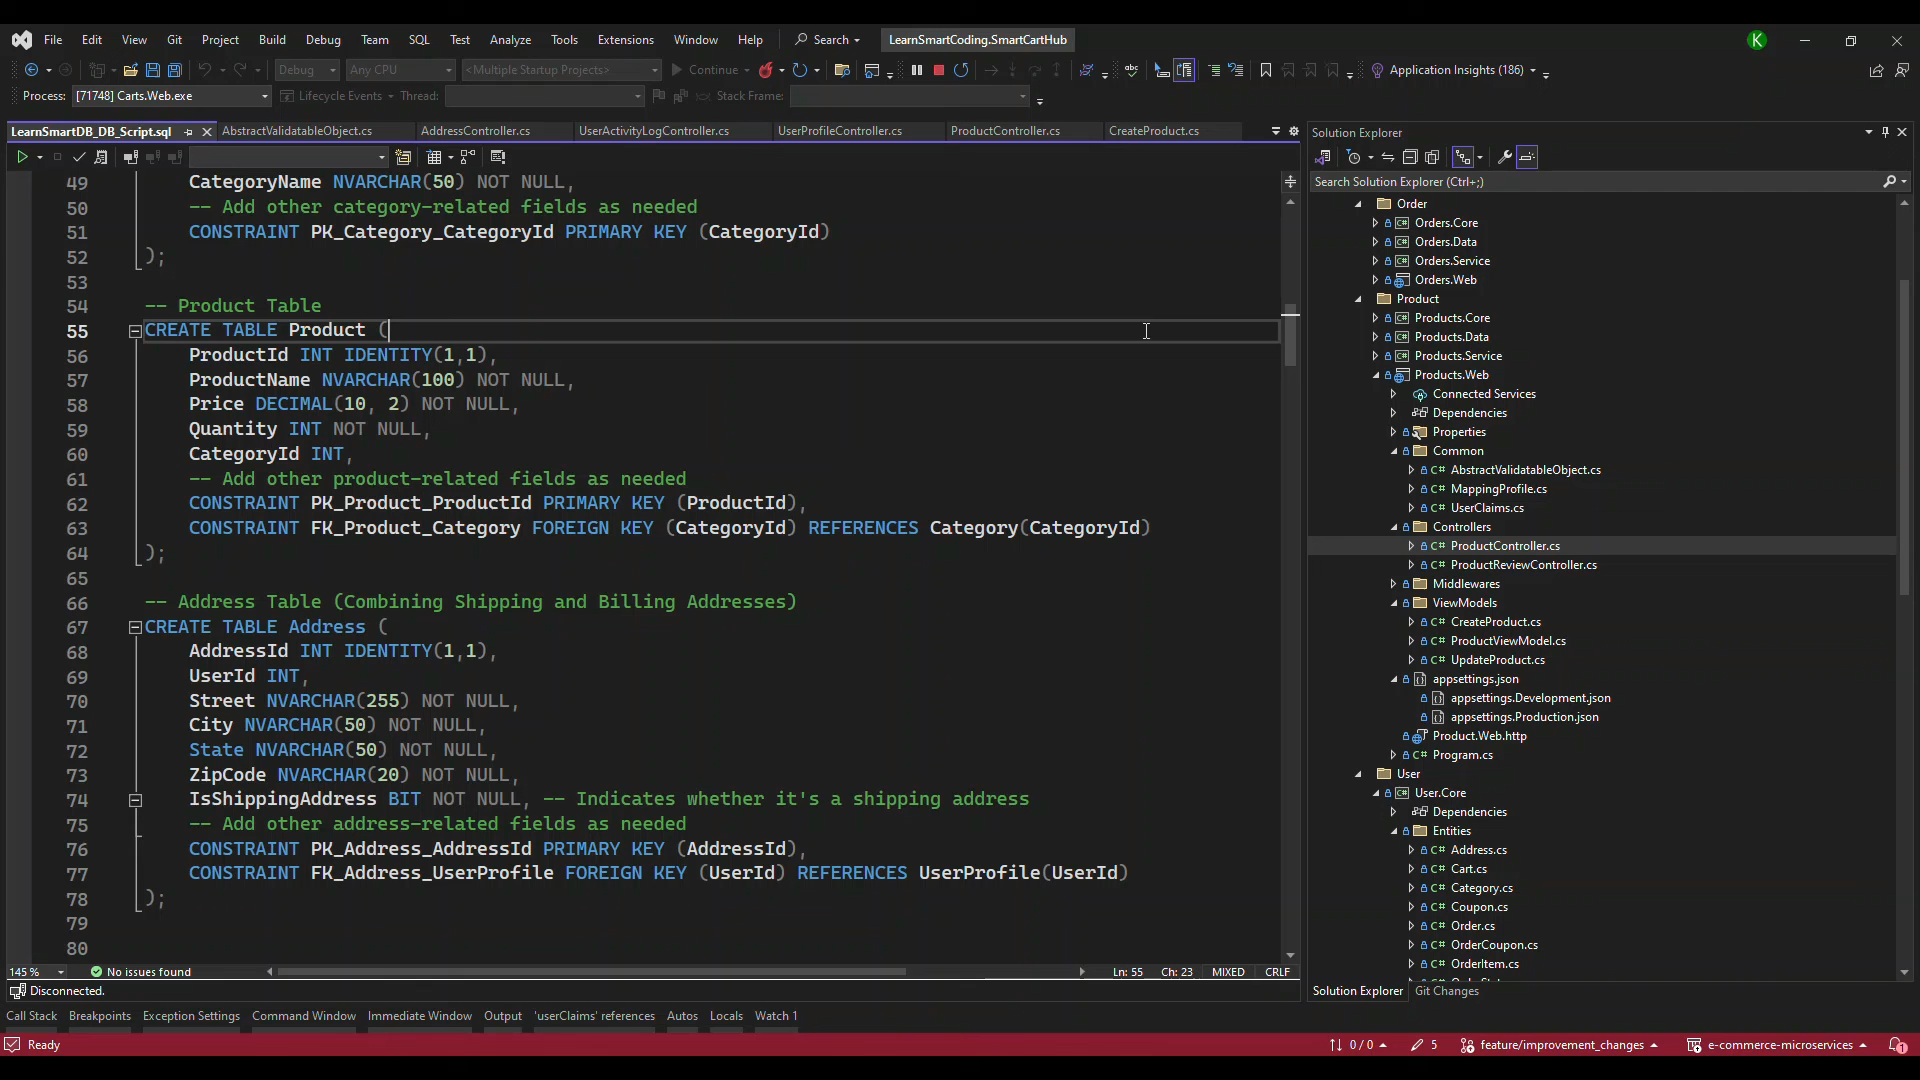 File Edit View Git Project Build Debug Team SQL Test Analyze Tools Extensions Window Help Search LearnSmartCoding.SmartCartHub K
Debug Any CPU <Multiple Startup Projects> Continue Application Insights (186)
Process: [71748] Carts.Web.exe Lifecycle Events Thread: Stack Frame:
LearnSmartDB_DB_Script.sql AbstractValidatableObject.cs AddressController.cs UserActivityLogController.cs UserProfileController.cs ProductController.cs CreateProduct.cs
49 CategoryName NVARCHAR(50) NOT NULL,
50 -- Add other category-related fields as needed
51 CONSTRAINT PK_Category_CategoryId PRIMARY KEY (CategoryId)
52 );
53
54 -- Product Table
55 CREATE TABLE Product (
56 ProductId INT IDENTITY(1,1),
57 ProductName NVARCHAR(100) NOT NULL,
58 Price DECIMAL(10, 2) NOT NULL,
59 Quantity INT NOT NULL,
60 CategoryId INT,
61 -- Add other product-related fields as needed
62 CONSTRAINT PK_Product_ProductId PRIMARY KEY (ProductId),
63 CONSTRAINT FK_Product_Category FOREIGN KEY (CategoryId) REFERENCES Category(CategoryId)
64 );
65
66 -- Address Table (Combining Shipping and Billing Addresses)
67 CREATE TABLE Address (
68 AddressId INT IDENTITY(1,1),
69 UserId INT,
70 Street NVARCHAR(255) NOT NULL,
71 City NVARCHAR(50) NOT NULL,
72 State NVARCHAR(50) NOT NULL,
73 ZipCode NVARCHAR(20) NOT NULL,
74 IsShippingAddress BIT NOT NULL, -- Indicates whether it's a shipping address
75 -- Add other address-related fields as needed
76 CONSTRAINT PK_Address_AddressId PRIMARY KEY (AddressId),
77 CONSTRAINT FK_Address_UserProfile FOREIGN KEY (UserId) REFERENCES UserProfile(UserId)
78 );
79
80
145 % No issues found Ln: 55 Ch: 23 MIXED CRLF
Disconnected.
Solution Explorer
Search Solution Explorer (Ctrl+;)
Order
C# Orders.Core
C# Orders.Data
C# Orders.Service
Orders.Web
Product
C# Products.Core
C# Products.Data
C# Products.Service
Products.Web
Connected Services
Dependencies
Properties
Common
C# AbstractValidatableObject.cs
C# MappingProfile.cs
C# UserClaims.cs
Controllers
C# ProductController.cs
C# ProductReviewController.cs
Middlewares
ViewModels
C# CreateProduct.cs
C# ProductViewModel.cs
C# UpdateProduct.cs
appsettings.json
appsettings.Development.json
appsettings.Production.json
Product.Web.http
C# Program.cs
User
C# User.Core
Dependencies
Entities
C# Address.cs
C# Cart.cs
C# Category.cs
C# Coupon.cs
C# Order.cs
C# OrderCoupon.cs
C# OrderItem.cs
Solution Explorer Git Changes
Call Stack Breakpoints Exception Settings Command Window Immediate Window Output 'userClaims' references Autos Locals Watch 1
Ready 0 / 0 5 feature/improvement_changes e-commerce-microservices 1